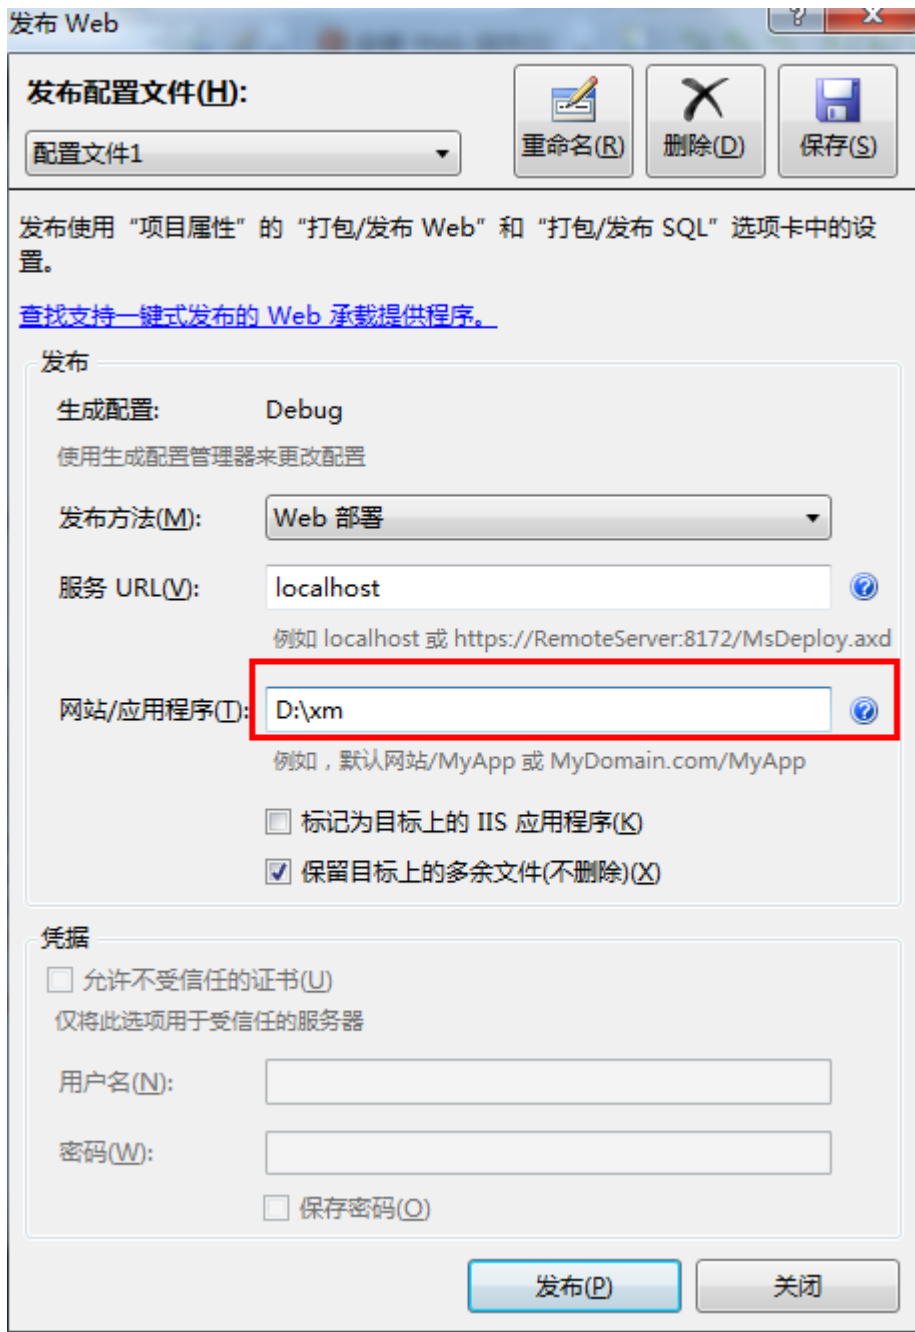 发布 Web
发布配置文件(H):
配置文件1
重命名(R)
删除(D)
保存(S)
发布使用“项目属性”的“打包/发布 Web”和“打包/发布 SQL”选项卡中的设
置。
查找支持一键式发布的 Web 承载提供程序。
发布
生成配置: Debug
使用生成配置管理器来更改配置
发布方法(M): Web 部署
服务 URL(V): localhost
例如 localhost 或 https://RemoteServer:8172/MsDeploy.axd
网站/应用程序(T): D:\xm
例如，默认网站/MyApp 或 MyDomain.com/MyApp
标记为目标上的 IIS 应用程序(K)
保留目标上的多余文件(不删除)(X)
凭据
允许不受信任的证书(U)
仅将此选项用于受信任的服务器
用户名(N):
密码(W):
保存密码(O)
发布(P)
关闭